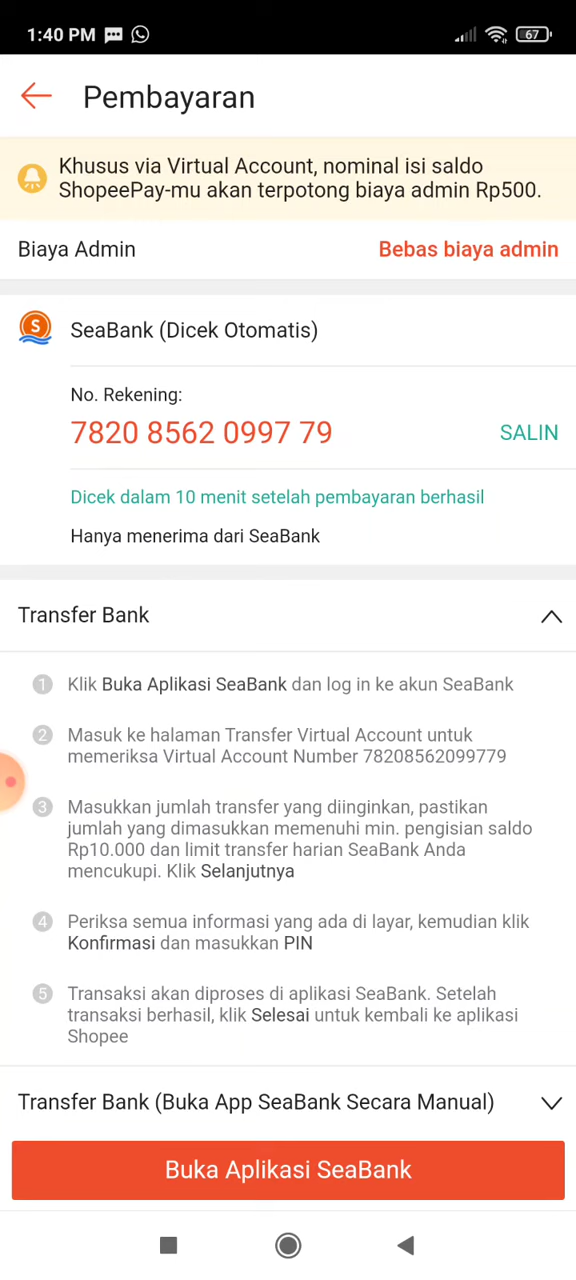 1:40 PM
67
Pembayaran
Khusus via Virtual Account, nominal isi saldo
ShopeePay-mu akan terpotong biaya admin Rp500.
Biaya Admin
Bebas biaya admin
S
SeaBank (Dicek Otomatis)
No. Rekening:
7820 8562 0997 79
SALIN
Dicek dalam 10 menit setelah pembayaran berhasil
Hanya menerima dari SeaBank
Transfer Bank
1 Klik Buka Aplikasi SeaBank dan log in ke akun SeaBank
2 Masuk ke halaman Transfer Virtual Account untuk
memeriksa Virtual Account Number 78208562099779
3 Masukkan jumlah transfer yang diinginkan, pastikan
jumlah yang dimasukkan memenuhi min. pengisian saldo
Rp10.000 dan limit transfer harian SeaBank Anda
mencukupi. Klik Selanjutnya
4 Periksa semua informasi yang ada di layar, kemudian klik
Konfirmasi dan masukkan PIN
5 Transaksi akan diproses di aplikasi SeaBank. Setelah
transaksi berhasil, klik Selesai untuk kembali ke aplikasi
Shopee
Transfer Bank (Buka App SeaBank Secara Manual)
Buka Aplikasi SeaBank